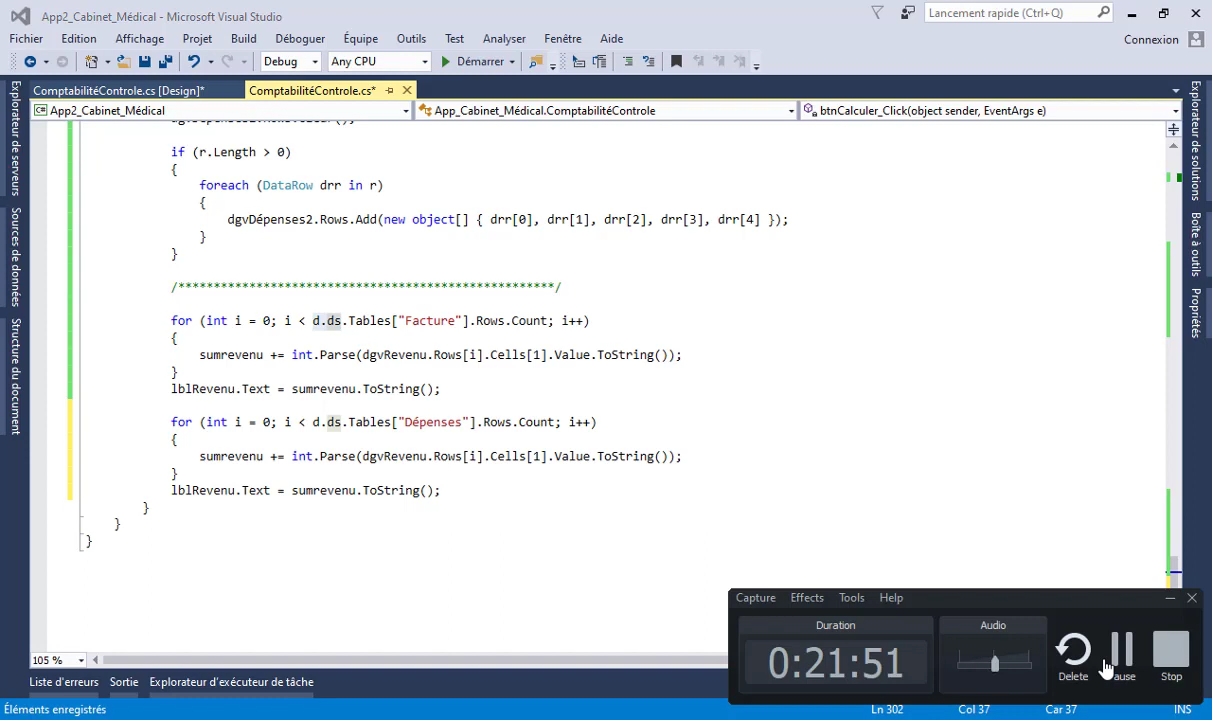 App2_Cabinet_Médical - Microsoft Visual Studio
Lancement rapide (Ctrl+Q)
Fichier Edition Affichage Projet Build Déboguer Équipe Outils Test Analyser Fenêtre Aide
Connexion
Debug Any CPU Démarrer
ComptabilitéControle.cs [Design]* ComptabilitéControle.cs*
App2_Cabinet_Médical App_Cabinet_Médical.ComptabilitéControle btnCalculer_Click(object sender, EventArgs e)
Explorateur de serveurs
Sources de données
Structure du document
Explorateur de solutions
Boîte à outils
Propriétés
if (r.Length > 0)
{
foreach (DataRow drr in r)
{
dgvDépenses2.Rows.Add(new object[] { drr[0], drr[1], drr[2], drr[3], drr[4] });
}
}
/*****************************************************/
for (int i = 0; i < d.ds.Tables["Facture"].Rows.Count; i++)
{
sumrevenu += int.Parse(dgvRevenu.Rows[i].Cells[1].Value.ToString());
}
lblRevenu.Text = sumrevenu.ToString();
for (int i = 0; i < d.ds.Tables["Dépenses"].Rows.Count; i++)
{
sumrevenu += int.Parse(dgvRevenu.Rows[i].Cells[1].Value.ToString());
}
lblRevenu.Text = sumrevenu.ToString();
}
}
}
Capture Effects Tools Help
Duration Audio
0:21:51
Delete Pause Stop
105 %
Liste d'erreurs Sortie Explorateur d'exécuteur de tâche
Éléments enregistrés Ln 302 Col 37 Car 37 INS